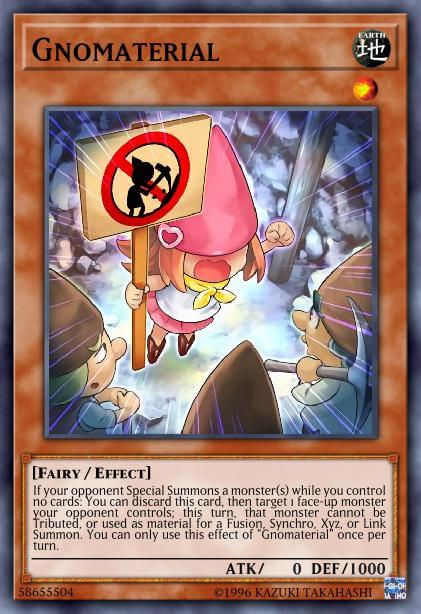 GNOMATERIAL
EARTH
地
[FAIRY / EFFECT]
If your opponent Special Summons a monster(s) while you control
no cards: You can discard this card, then target 1 face-up monster
your opponent controls; this turn, that monster cannot be
Tributed, or used as material for a Fusion, Synchro, Xyz, or Link
Summon. You can only use this effect of "Gnomaterial" once per
turn.
ATK/ 0 DEF/1000
58655504 ©1996 KAZUKI TAKAHASHI